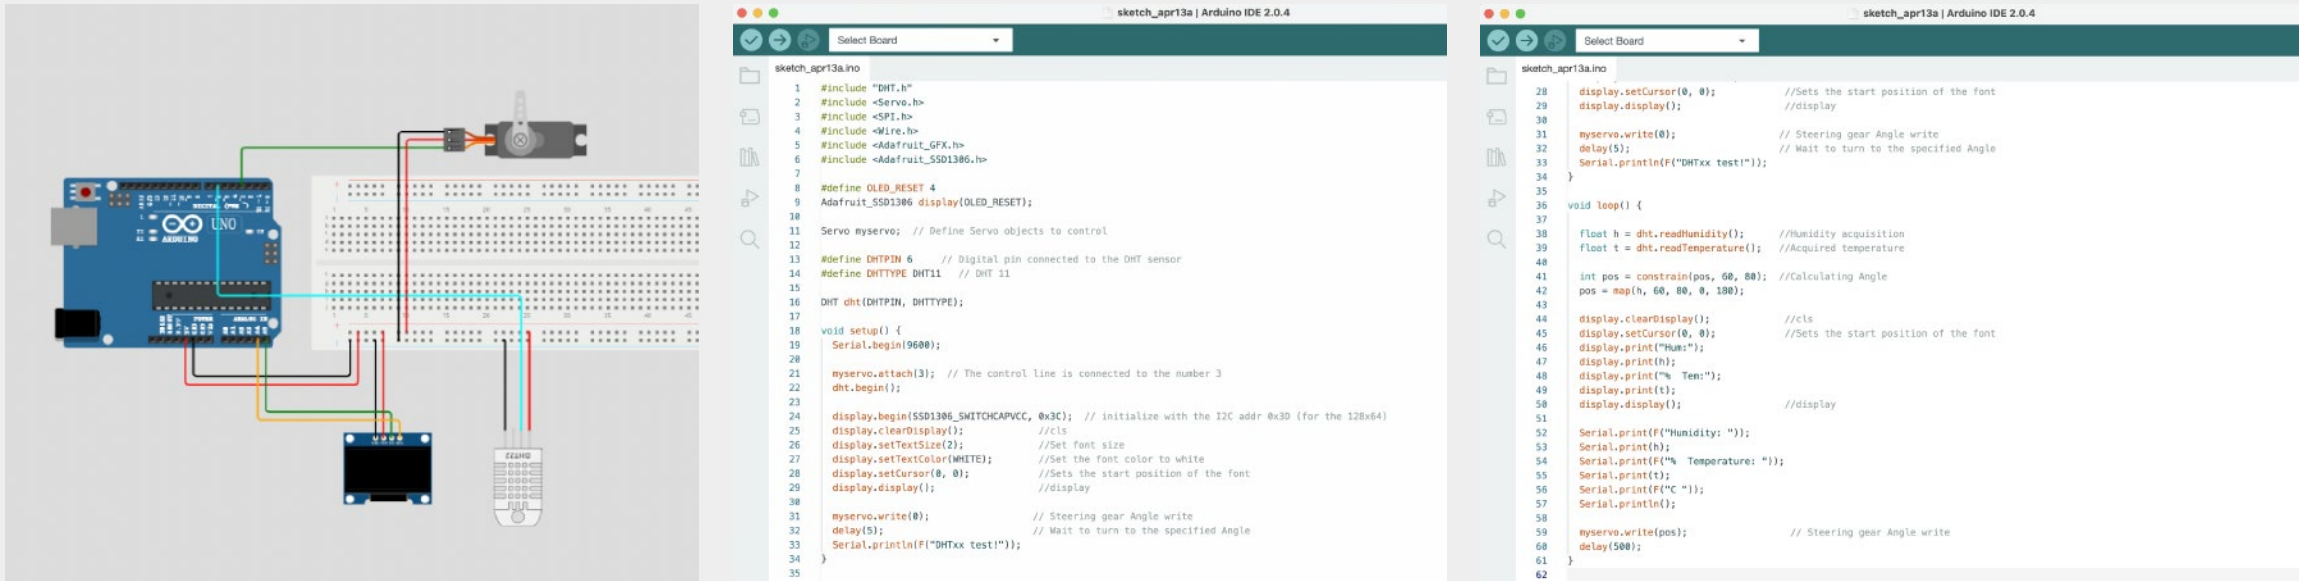 UNO
ARDUINO
DHT22
sketch_apr13a | Arduino IDE 2.0.4
Select Board
sketch_apr13a.ino
1 #include "DHT.h"
2 #include <Servo.h>
3 #include <SPI.h>
4 #include <Wire.h>
5 #include <Adafruit_GFX.h>
6 #include <Adafruit_SSD1306.h>
7
8 #define OLED_RESET 4
9 Adafruit_SSD1306 display(OLED_RESET);
10
11 Servo myservo;  // Define Servo objects to control
12
13 #define DHTPIN 6     // Digital pin connected to the DHT sensor
14 #define DHTTYPE DHT11   // DHT 11
15
16 DHT dht(DHTPIN, DHTTYPE);
17
18 void setup() {
19   Serial.begin(9600);
20
21   myservo.attach(3);  // The control line is connected to the number 3
22   dht.begin();
23
24   display.begin(SSD1306_SWITCHCAPVCC, 0x3C);  // initialize with the I2C addr 0x3D (for the 128x64)
25   display.clearDisplay();             //cls
26   display.setTextSize(2);             //Set font size
27   display.setTextColor(WHITE);        //Set the font color to white
28   display.setCursor(0, 0);            //Sets the start position of the font
29   display.display();                  //display
30
31   myservo.write(0);                  // Steering gear Angle write
32   delay(5);                          // Wait to turn to the specified Angle
33   Serial.println(F("DHTxx test!"));
34 }
35
sketch_apr13a | Arduino IDE 2.0.4
Select Board
sketch_apr13a.ino
28   display.setCursor(0, 0);            //Sets the start position of the font
29   display.display();                  //display
30
31   myservo.write(0);                  // Steering gear Angle write
32   delay(5);                          // Wait to turn to the specified Angle
33   Serial.println(F("DHTxx test!"));
34 }
35
36 void loop() {
37
38   float h = dht.readHumidity();      //Humidity acquisition
39   float t = dht.readTemperature();   //Acquired temperature
40
41   int pos = constrain(pos, 60, 80);  //Calculating Angle
42   pos = map(h, 60, 80, 0, 180);
43
44   display.clearDisplay();             //cls
45   display.setCursor(0, 0);            //Sets the start position of the font
46   display.print("Hum:");
47   display.print(h);
48   display.print("%  Tem:");
49   display.print(t);
50   display.display();                  //display
51
52   Serial.print(F("Humidity: "));
53   Serial.print(h);
54   Serial.print(F("%  Temperature: "));
55   Serial.print(t);
56   Serial.print(F("C "));
57   Serial.println();
58
59   myservo.write(pos);                  // Steering gear Angle write
60   delay(500);
61 }
62